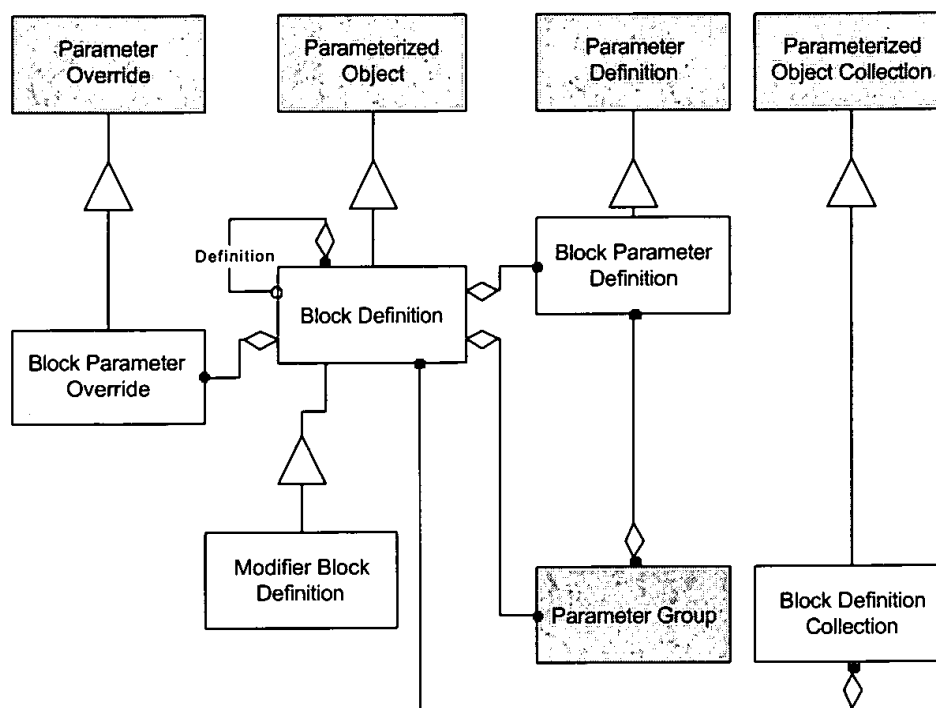 Parameter
Override
Parameterized
Object
Parameter
Definition
Parameterized
Object Collection
Definition
Block Definition
Block Parameter
Definition
Block Parameter
Override
Modifier Block
Definition
Parameter Group
Block Definition
Collection